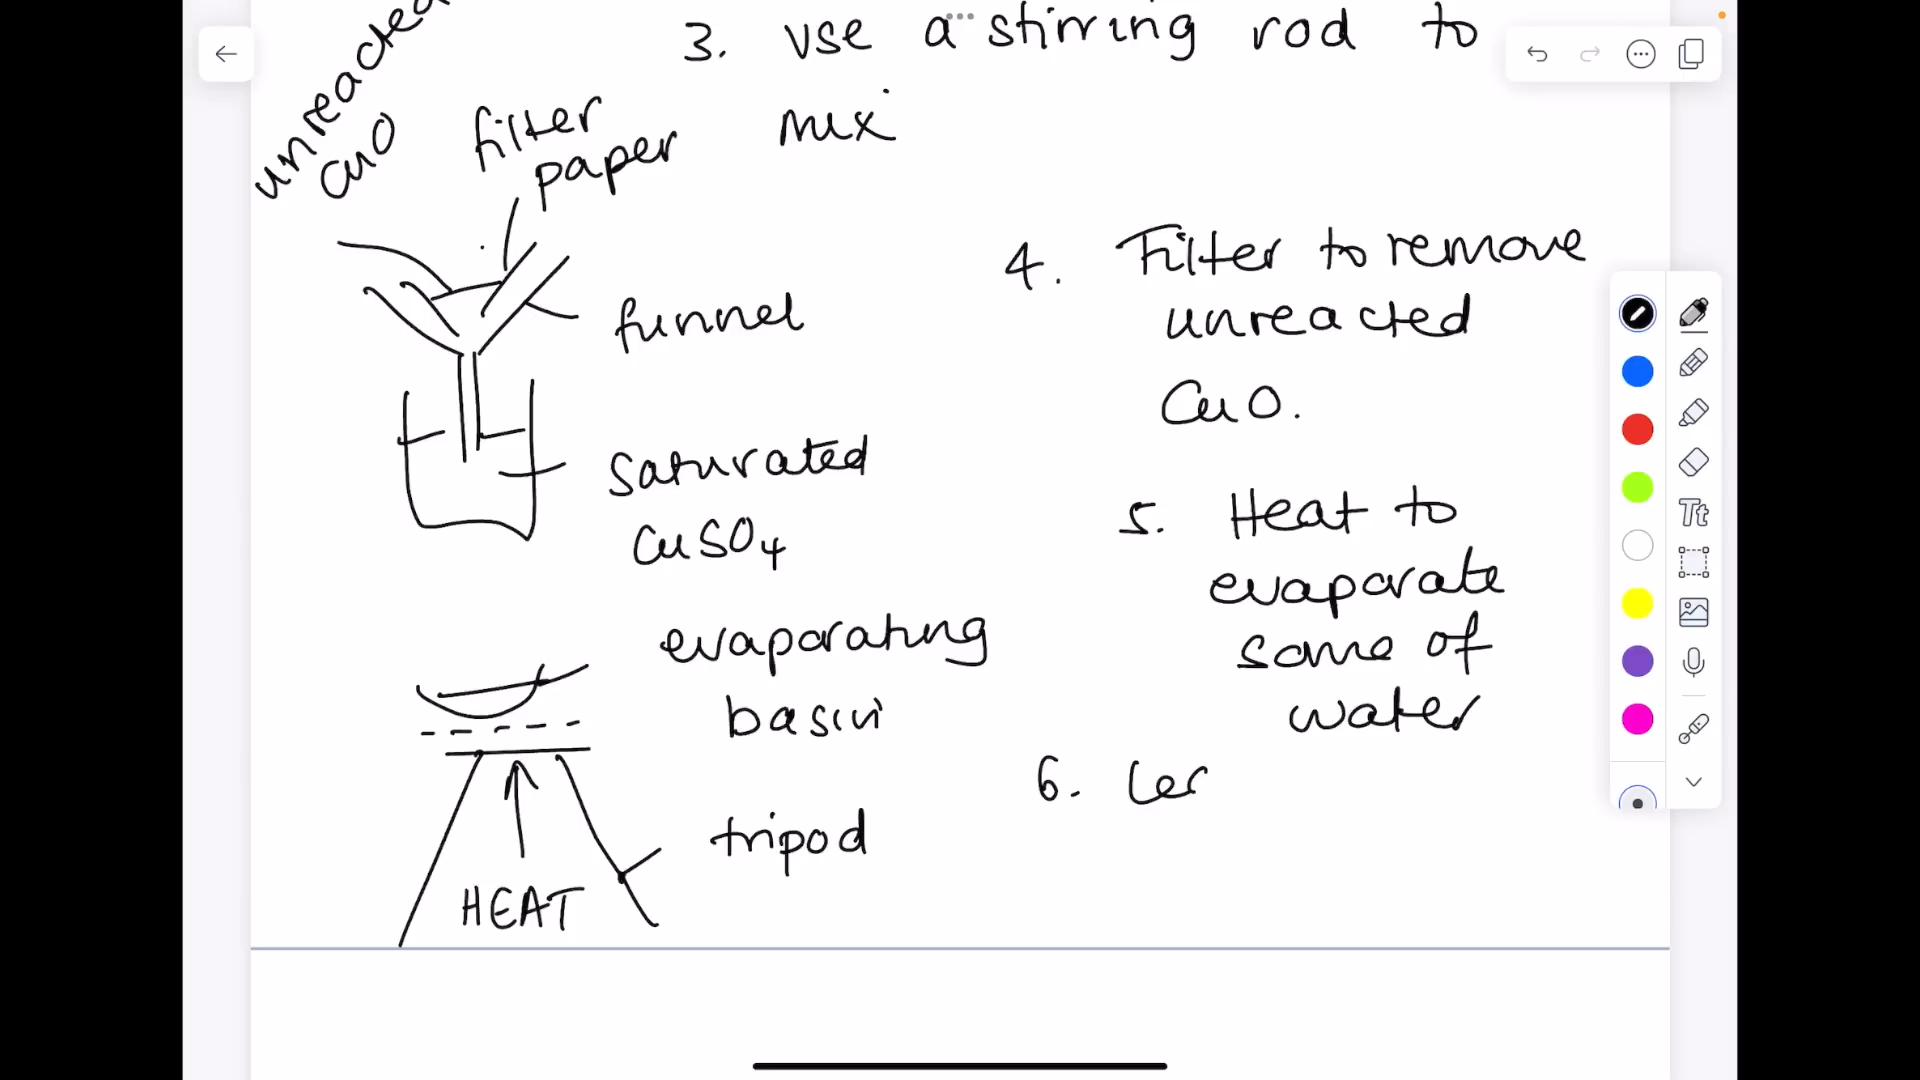 3. use a stirring rod to
mix
unreacted
CuO
filter
paper
funnel
saturated
CuSO4
4. Filter to remove
unreacted
CuO.
5. Heat to
evaporate
some of
water
evaporating
basin
tripod
HEAT
6.
Tt